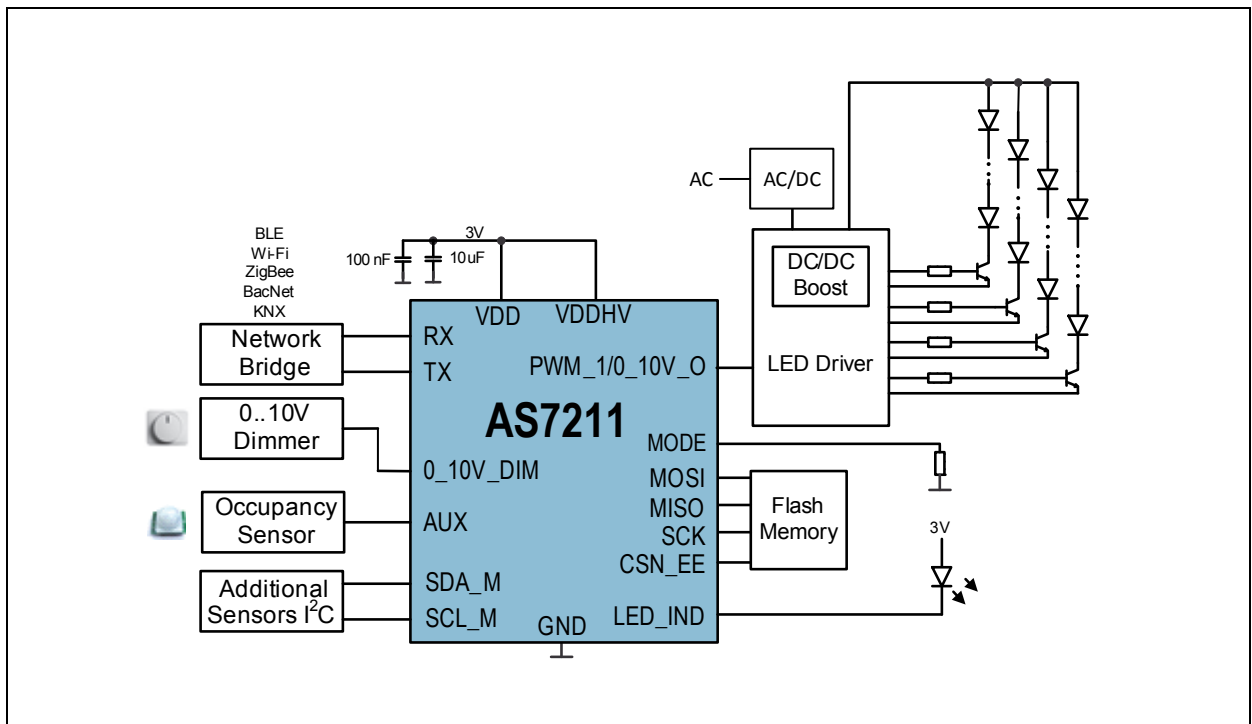 AC
AC/DC
BLE
Wi-Fi
ZigBee
BacNet
KNX
3V
100 nF
10uF
DC/DC
Boost
LED Driver
Network
Bridge
0..10V
Dimmer
Occupancy
Sensor
Additional
Sensors I²C
VDD
VDDHV
RX
TX
PWM_1/0_10V_O
AS7211
0_10V_DIM
AUX
SDA_M
SCL_M
GND
MODE
MOSI
MISO
SCK
CSN_EE
LED_IND
Flash
Memory
3V